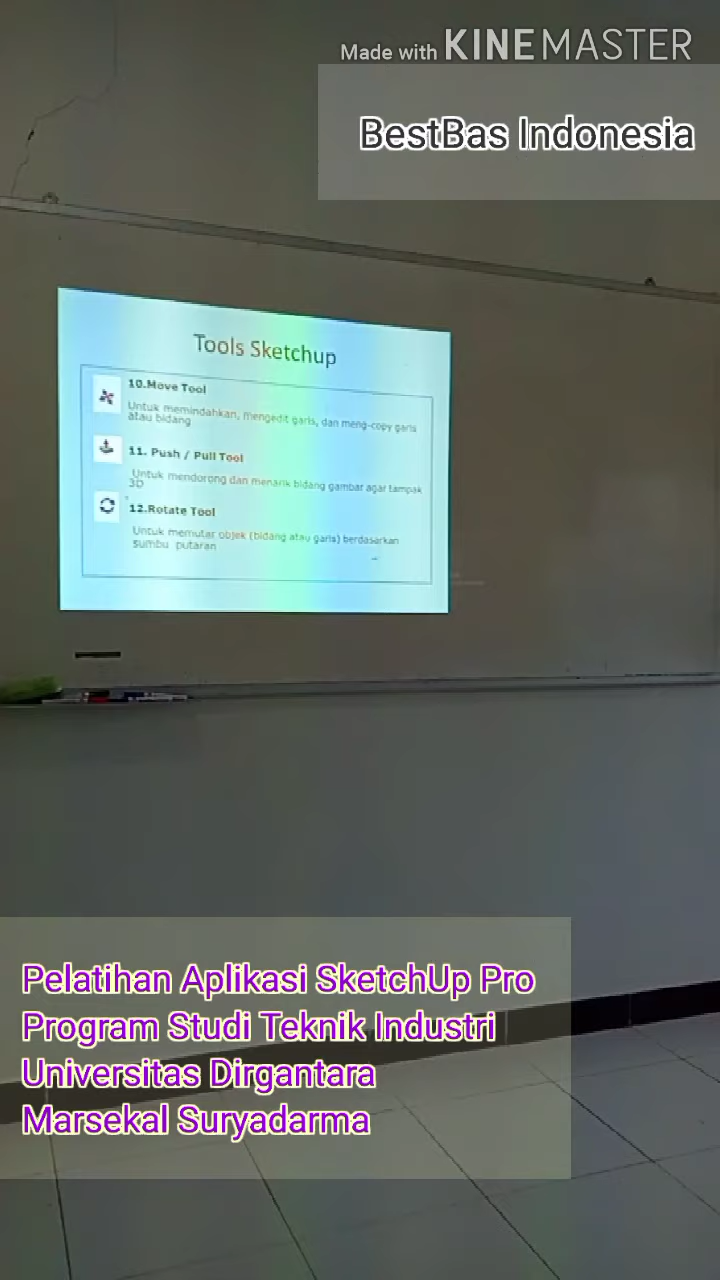 Made with KINEMASTER
BestBas Indonesia
Tools Sketchup
10.Move Tool
Untuk memindahkan, mengedit garis, dan meng-copy garis
atau bidang
11. Push / Pull Tool
Untuk mendorong dan menarik bidang gambar agar tampak
3D
12.Rotate Tool
Untuk memutar objek (bidang atau garis) berdasarkan
sumbu putaran
Pelatihan Aplikasi SketchUp Pro
Program Studi Teknik Industri
Universitas Dirgantara
Marsekal Suryadarma